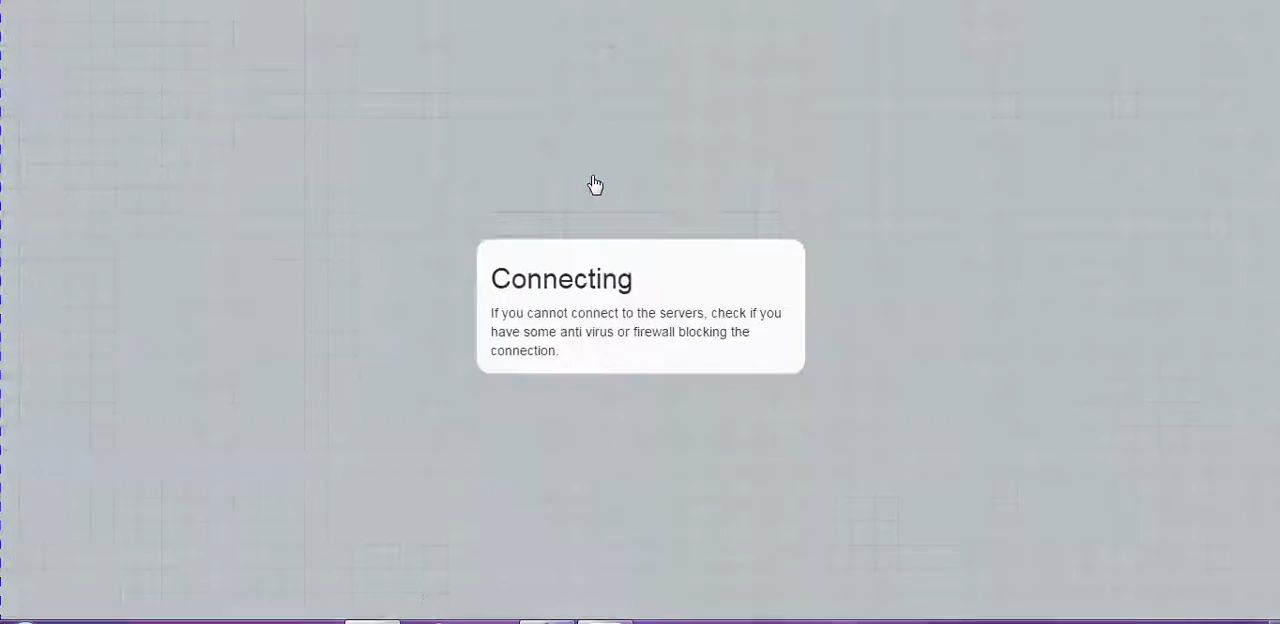 Connecting
If you cannot connect to the servers, check if you
have some anti virus or firewall blocking the
connection.